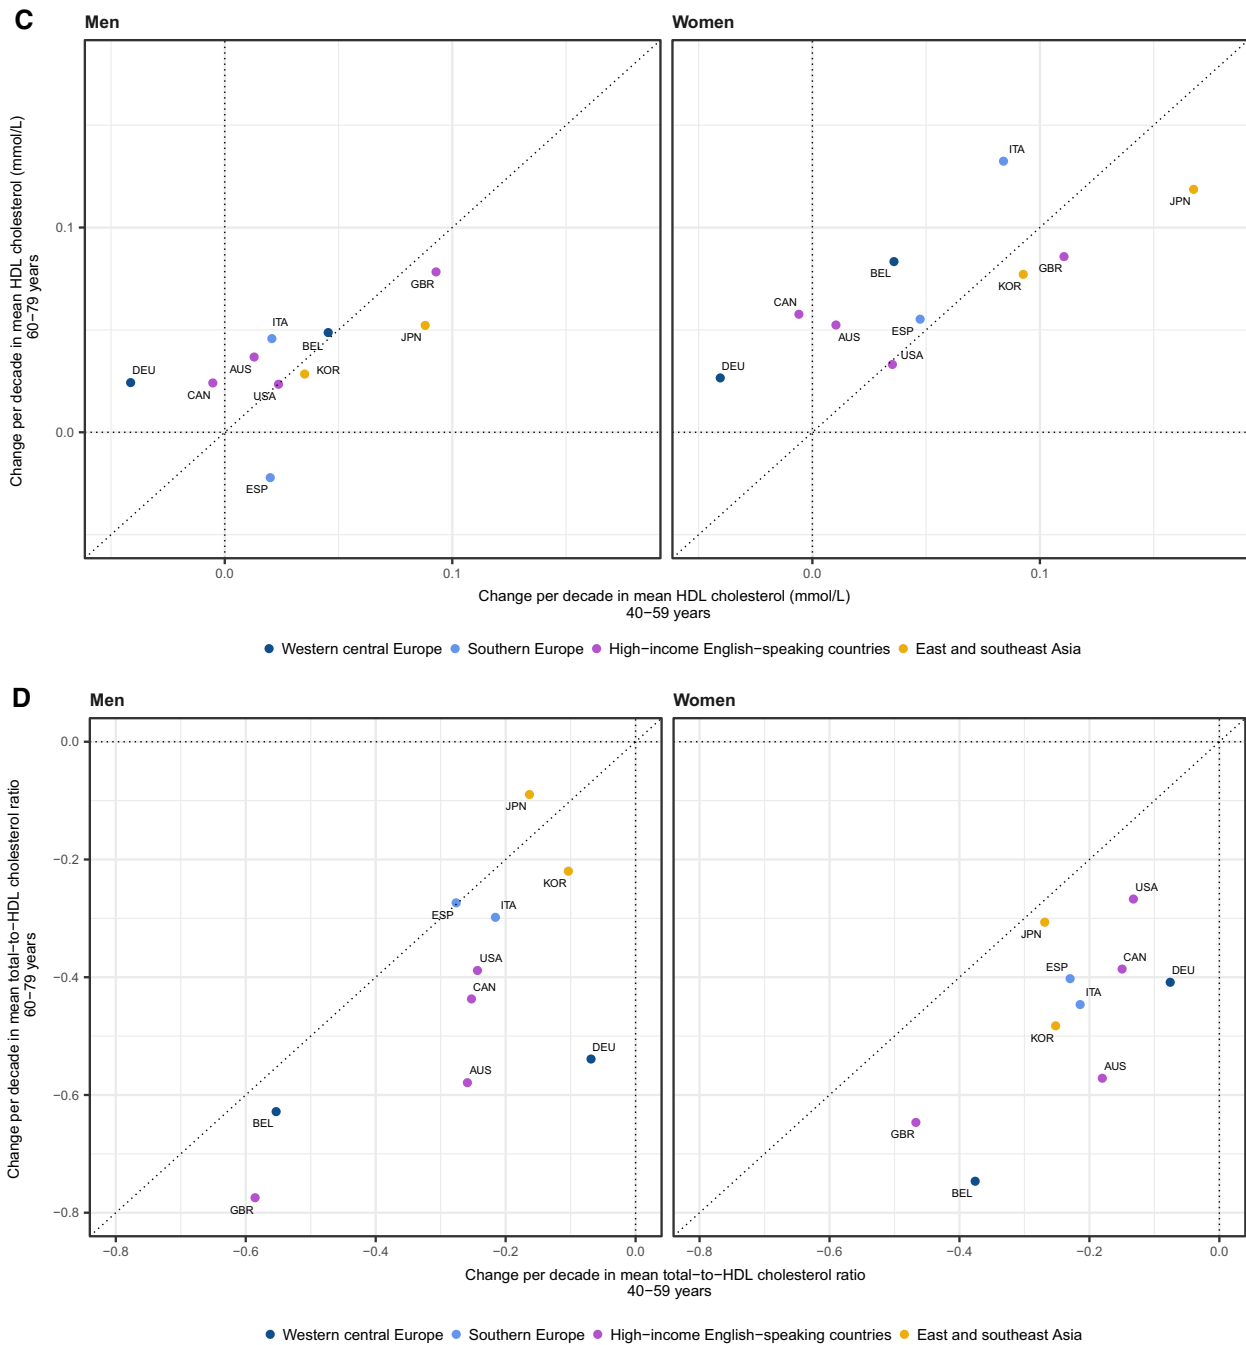 C
Men
Women
Change per decade in mean HDL cholesterol (mmol/L)
60−79 years
0.1
0.0
ITA
JPN
GBR
KOR
BEL
CAN
AUS
ESP
USA
DEU
GBR
JPN
ITA
BEL
AUS
KOR
DEU
CAN
USA
ESP
0.0
0.1
0.0
0.1
Change per decade in mean HDL cholesterol (mmol/L)
40−59 years
Western central Europe
Southern Europe
High−income English−speaking countries
East and southeast Asia
D
Men
Women
Change per decade in mean total−to−HDL cholesterol ratio
60−79 years
0.0
−0.2
−0.4
−0.6
−0.8
JPN
KOR
ESP
ITA
USA
CAN
DEU
AUS
BEL
GBR
USA
JPN
CAN
ESP
DEU
ITA
KOR
AUS
GBR
BEL
−0.8
−0.6
−0.4
−0.2
0.0
−0.8
−0.6
−0.4
−0.2
0.0
Change per decade in mean total−to−HDL cholesterol ratio
40−59 years
Western central Europe
Southern Europe
High−income English−speaking countries
East and southeast Asia